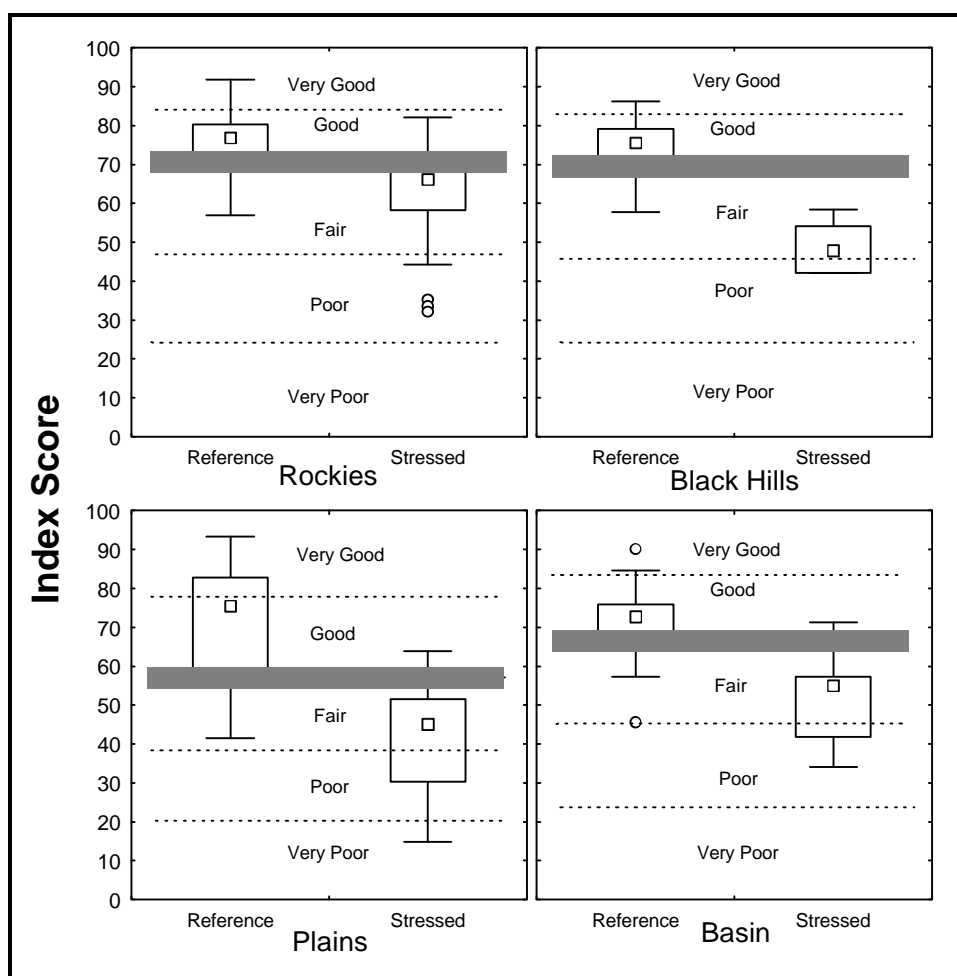 Index Score
100
90
80
70
60
50
40
30
20
10
0
Very Good
Good
Fair
Poor
Very Poor
Reference Stressed
Rockies
Very Good
Good
Fair
Poor
Very Poor
Reference Stressed
Black Hills
100
90
80
70
60
50
40
30
20
10
0
Very Good
Good
Fair
Poor
Very Poor
Reference Stressed
Plains
Very Good
Good
Fair
Poor
Very Poor
Reference Stressed
Basin